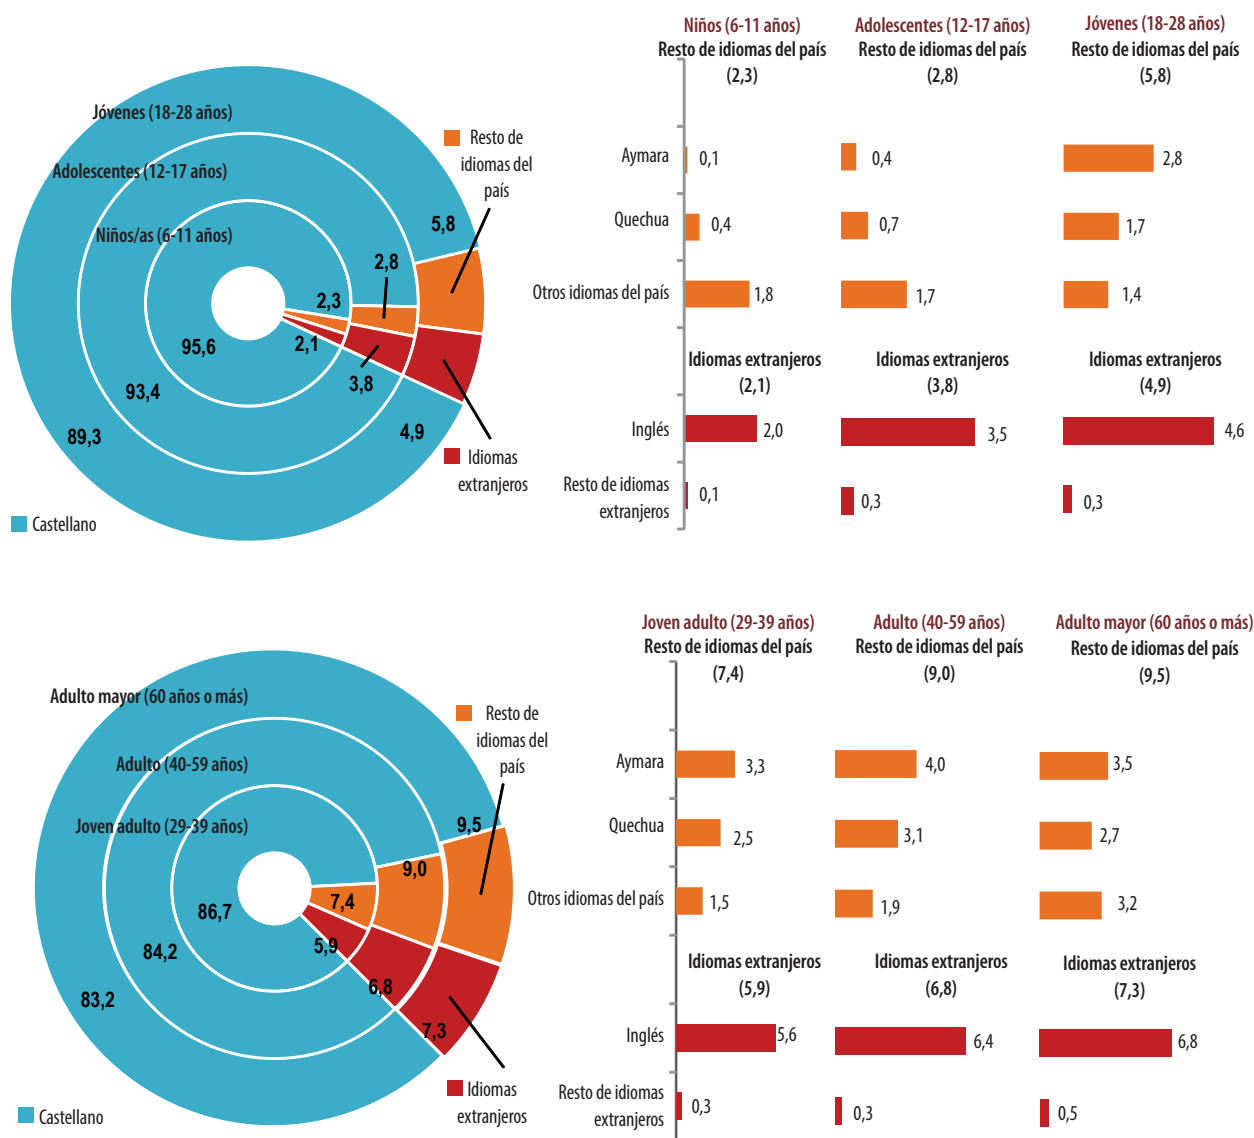 Jóvenes (18-28 años)
Adolescentes (12-17 años)
Niños/as (6-11 años)
Resto de
idiomas del
país
5,8
2,8
2,3
95,6
2,1
93,4
3,8
89,3
4,9
Idiomas
extranjeros
Castellano
Niños (6-11 años)
Resto de idiomas del país
(2,3)
Adolescentes (12-17 años)
Resto de idiomas del país
(2,8)
Jóvenes (18-28 años)
Resto de idiomas del país
(5,8)
Aymara
0,1
0,4
2,8
Quechua
0,4
0,7
1,7
Otros idiomas del país
1,8
1,7
1,4
Idiomas extranjeros
(2,1)
Idiomas extranjeros
(3,8)
Idiomas extranjeros
(4,9)
Inglés
2,0
3,5
4,6
Resto de idiomas
extranjeros
0,1
0,3
0,3
Adulto mayor (60 años o más)
Adulto (40-59 años)
Joven adulto (29-39 años)
Resto de
idiomas del
país
9,5
9,0
7,4
86,7
5,9
84,2
6,8
83,2
7,3
Idiomas
extranjeros
Castellano
Joven adulto (29-39 años)
Resto de idiomas del país
(7,4)
Adulto (40-59 años)
Resto de idiomas del país
(9,0)
Adulto mayor (60 años o más)
Resto de idiomas del país
(9,5)
Aymara
3,3
4,0
3,5
Quechua
2,5
3,1
2,7
Otros idiomas del país
1,5
1,9
3,2
Idiomas extranjeros
(5,9)
Idiomas extranjeros
(6,8)
Idiomas extranjeros
(7,3)
Inglés
5,6
6,4
6,8
Resto de idiomas
extranjeros
0,3
0,3
0,5